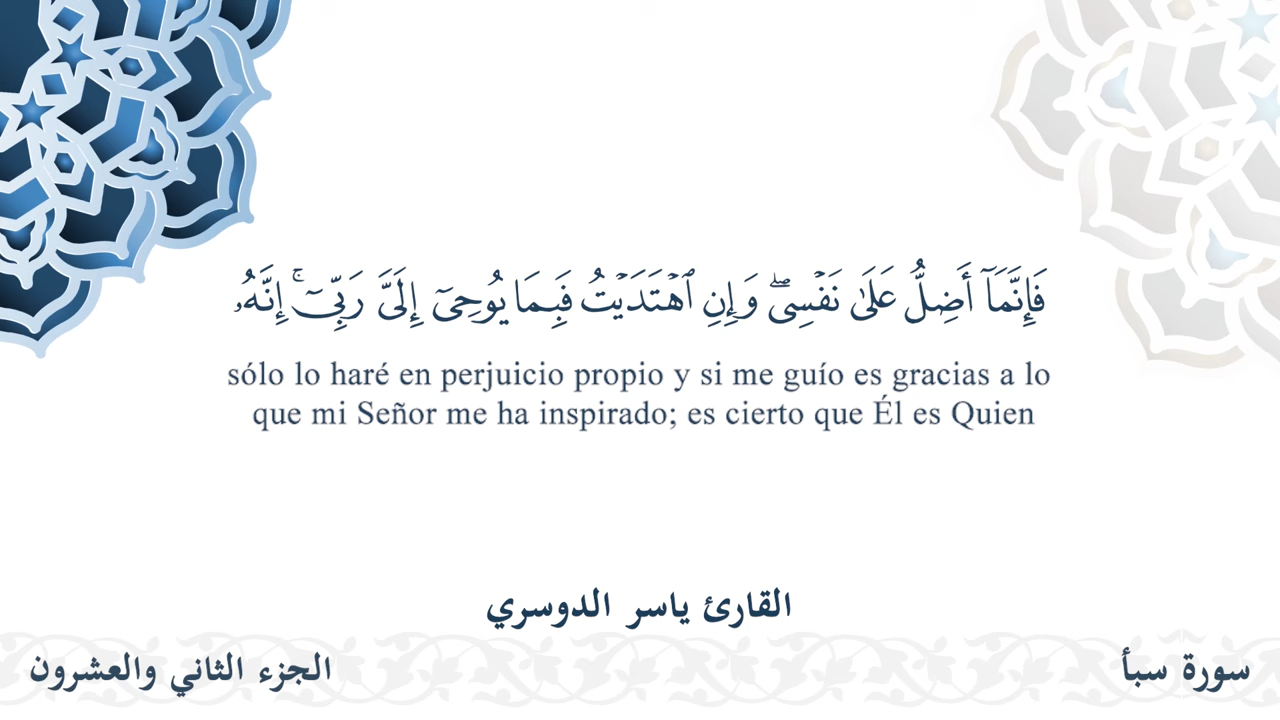 فَإِنَّمَآ أَضِلُّ عَلَىٰ نَفْسِىۖ وَإِنِ ٱهْتَدَيْتُ فَبِمَا يُوحِىٓ إِلَىَّ رَبِّىٓۚ إِنَّهُۥ
sólo lo haré en perjuicio propio y si me guío es gracias a lo
que mi Señor me ha inspirado; es cierto que Él es Quien
القارئ ياسر الدوسري
سورة سبأ
الجزء الثاني والعشرون